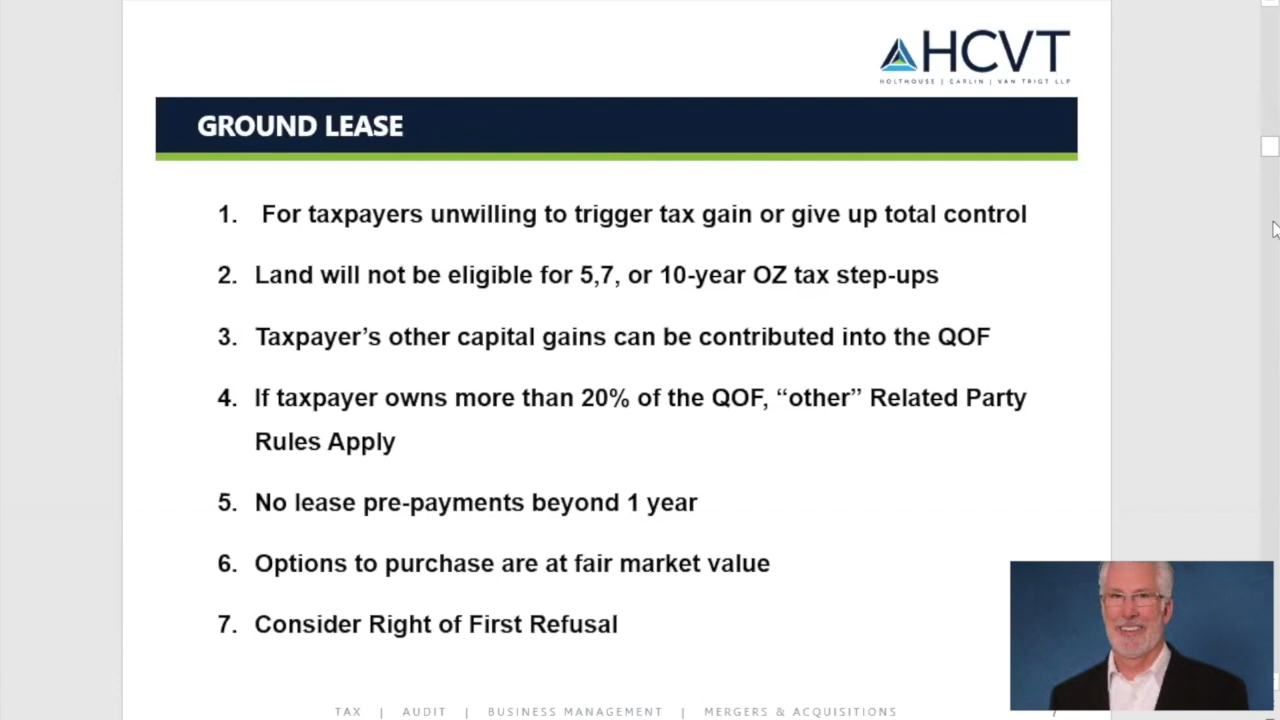 HCVT
HOLTHOUSE | CARLIN | VAN TRIGT LLP
GROUND LEASE
1. For taxpayers unwilling to trigger tax gain or give up total control
2. Land will not be eligible for 5,7, or 10-year OZ tax step-ups
3. Taxpayer’s other capital gains can be contributed into the QOF
4. If taxpayer owns more than 20% of the QOF, “other” Related Party
Rules Apply
5. No lease pre-payments beyond 1 year
6. Options to purchase are at fair market value
7. Consider Right of First Refusal
TAX | AUDIT | BUSINESS MANAGEMENT | MERGERS & ACQUISITIONS